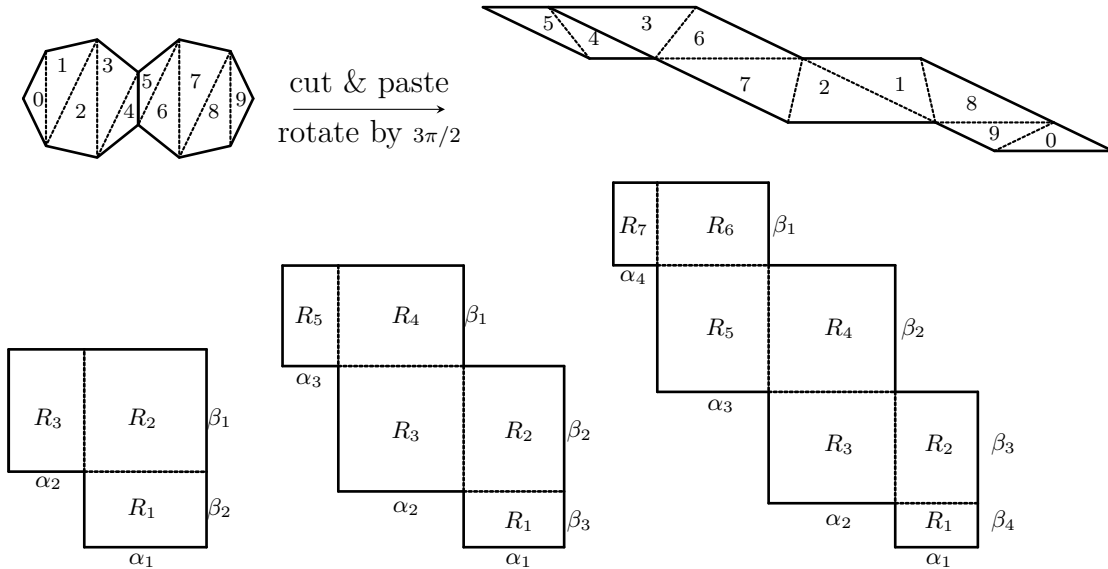 0 1 2 3 4 5 6 7 8 9
cut & paste
rotate by 3π/2
5 4 3 6 7 2 1 8 9 0
R₃ R₂ β₁
α₂ R₁ β₂
α₁
R₅ R₄ β₁
α₃ R₃ R₂ β₂
α₂ R₁ β₃
α₁
R₇ R₆ β₁
α₄ R₅ R₄ β₂
α₃ R₃ R₂ β₃
α₂ R₁ β₄
α₁